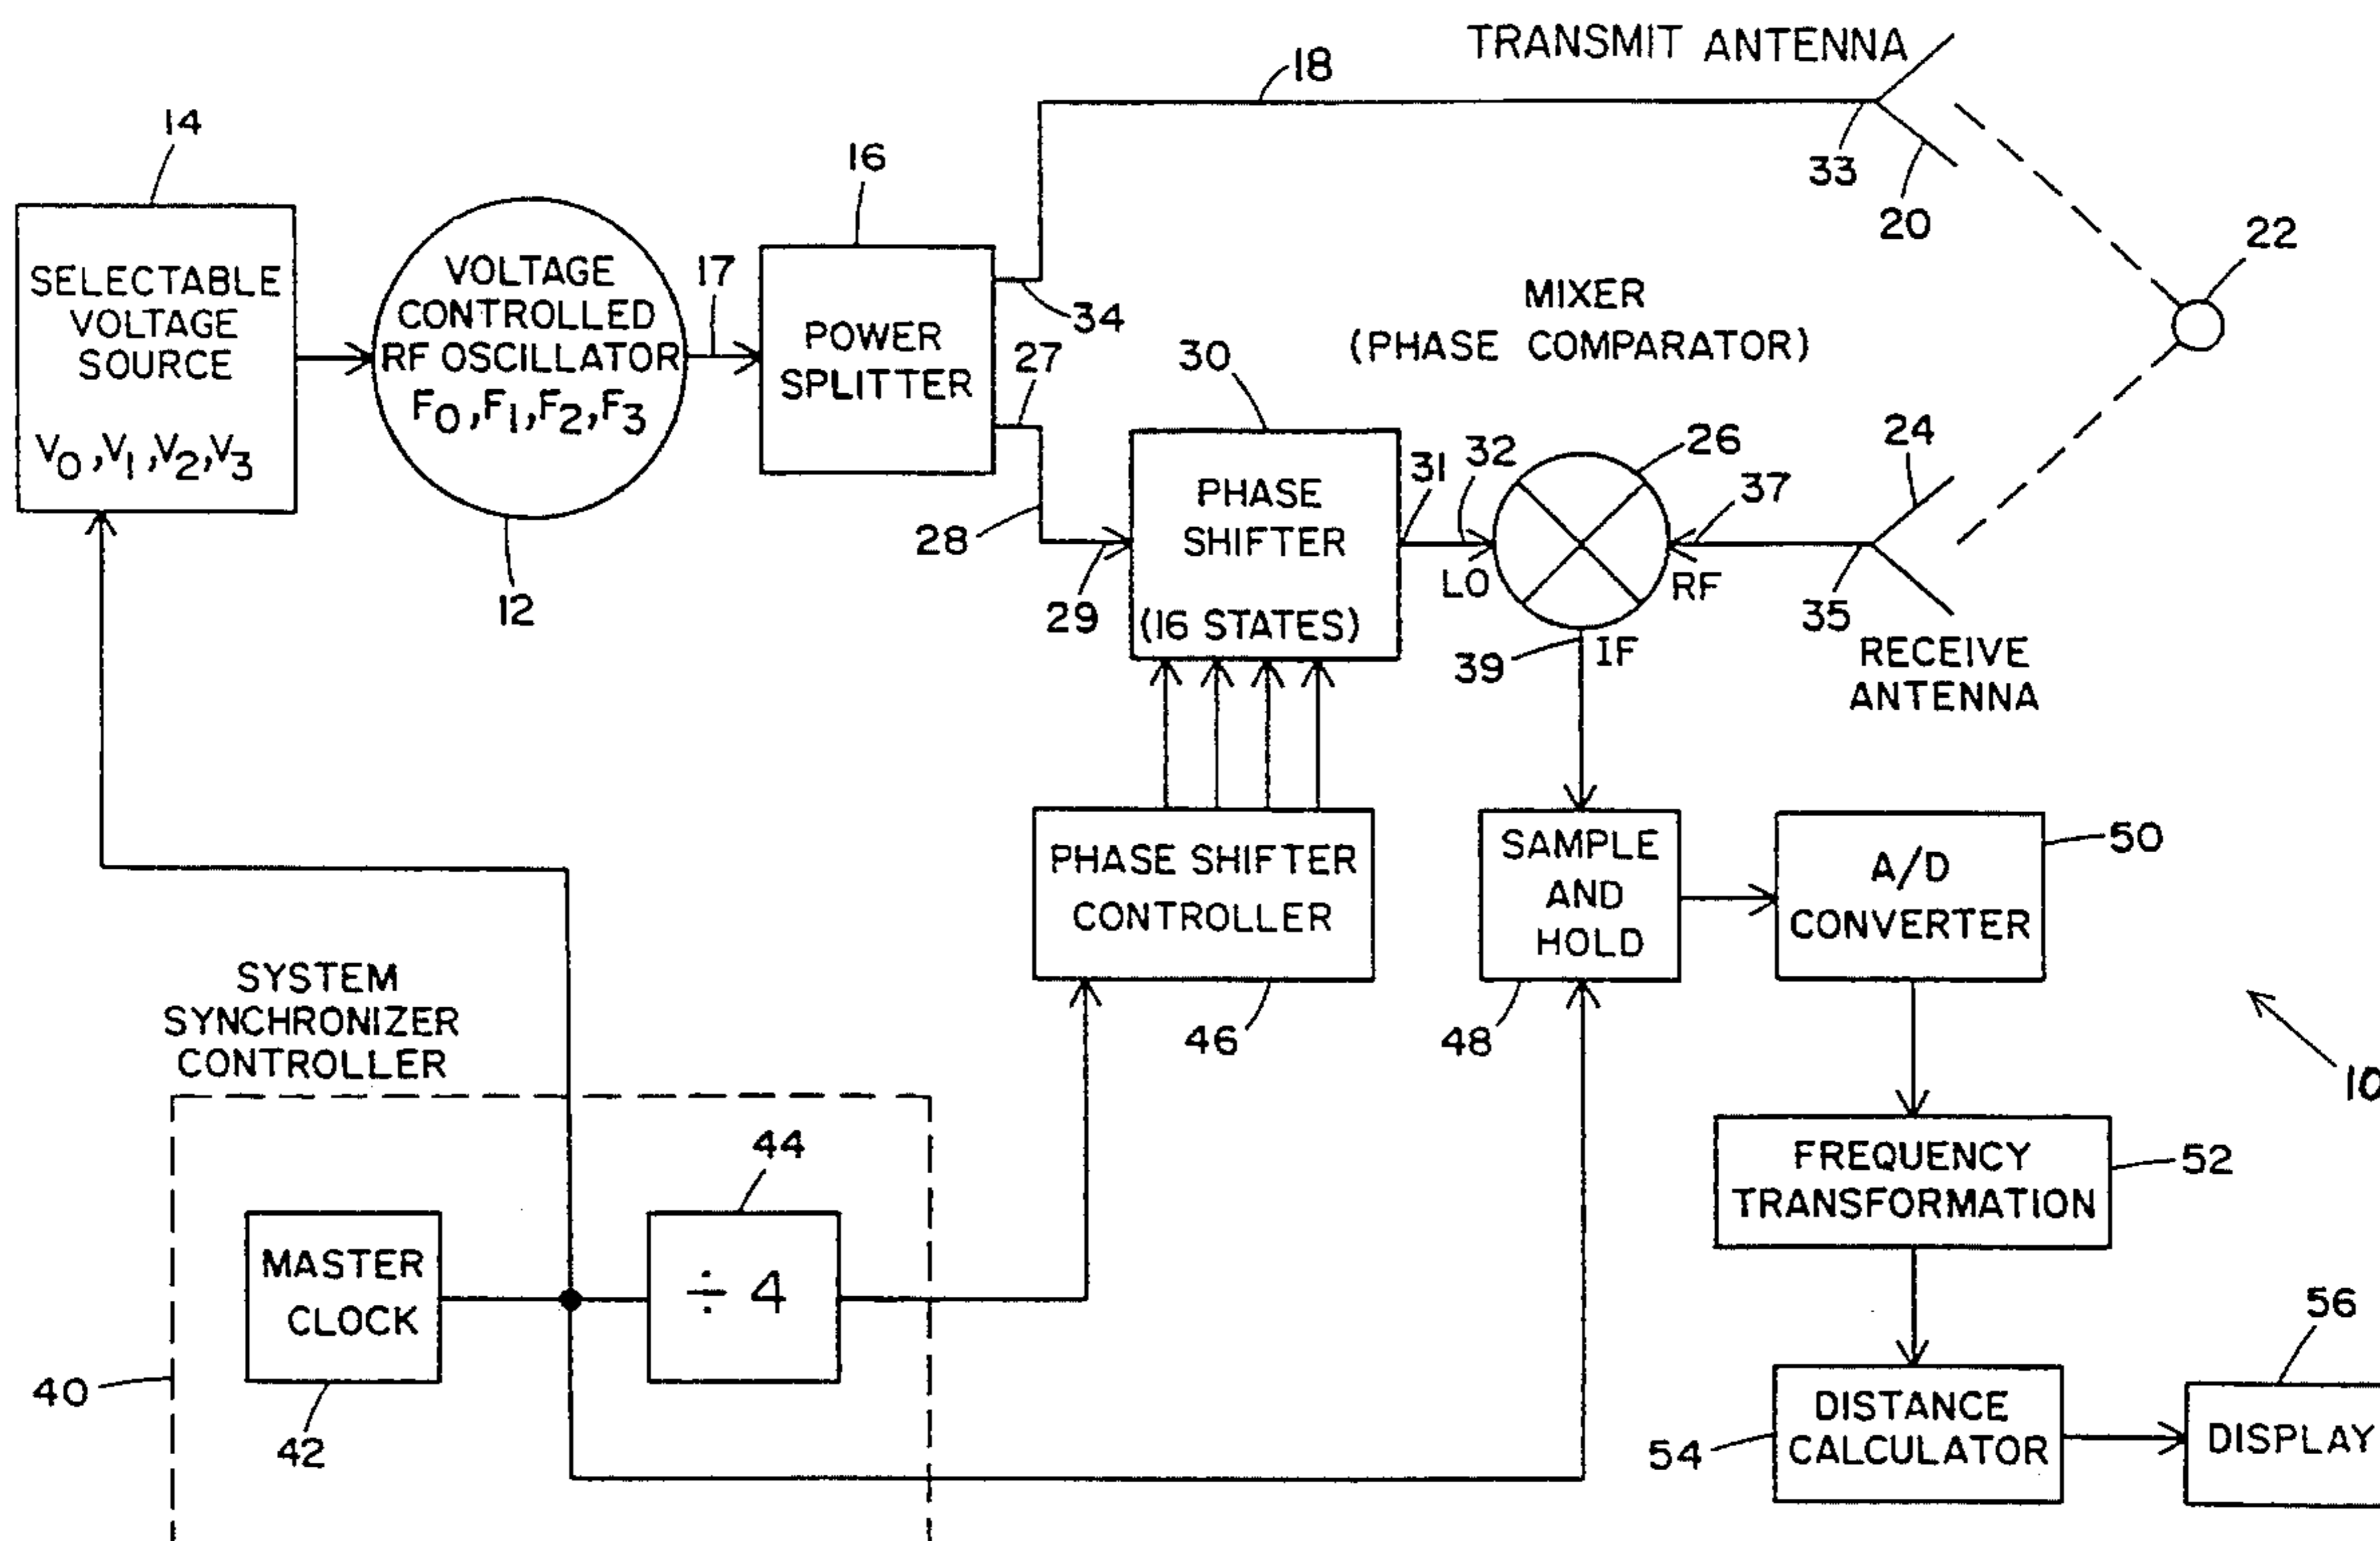 TRANSMIT ANTENNA
18
14
16
33
20
22
SELECTABLE
VOLTAGE
SOURCE
V0,V1,V2,V3
VOLTAGE
CONTROLLED
RF OSCILLATOR
F0,F1,F2,F3
12
17
POWER
SPLITTER
34
27
28
29
MIXER
(PHASE COMPARATOR)
30
PHASE
SHIFTER
(16 STATES)
31
32
LO
26
37
RF
24
35
RECEIVE
ANTENNA
39
IF
PHASE SHIFTER
CONTROLLER
46
SAMPLE
AND
HOLD
48
A/D
CONVERTER
50
10
SYSTEM
SYNCHRONIZER
CONTROLLER
44
MASTER
CLOCK
÷ 4
40
42
FREQUENCY
TRANSFORMATION
52
DISTANCE
CALCULATOR
54
56
DISPLAY